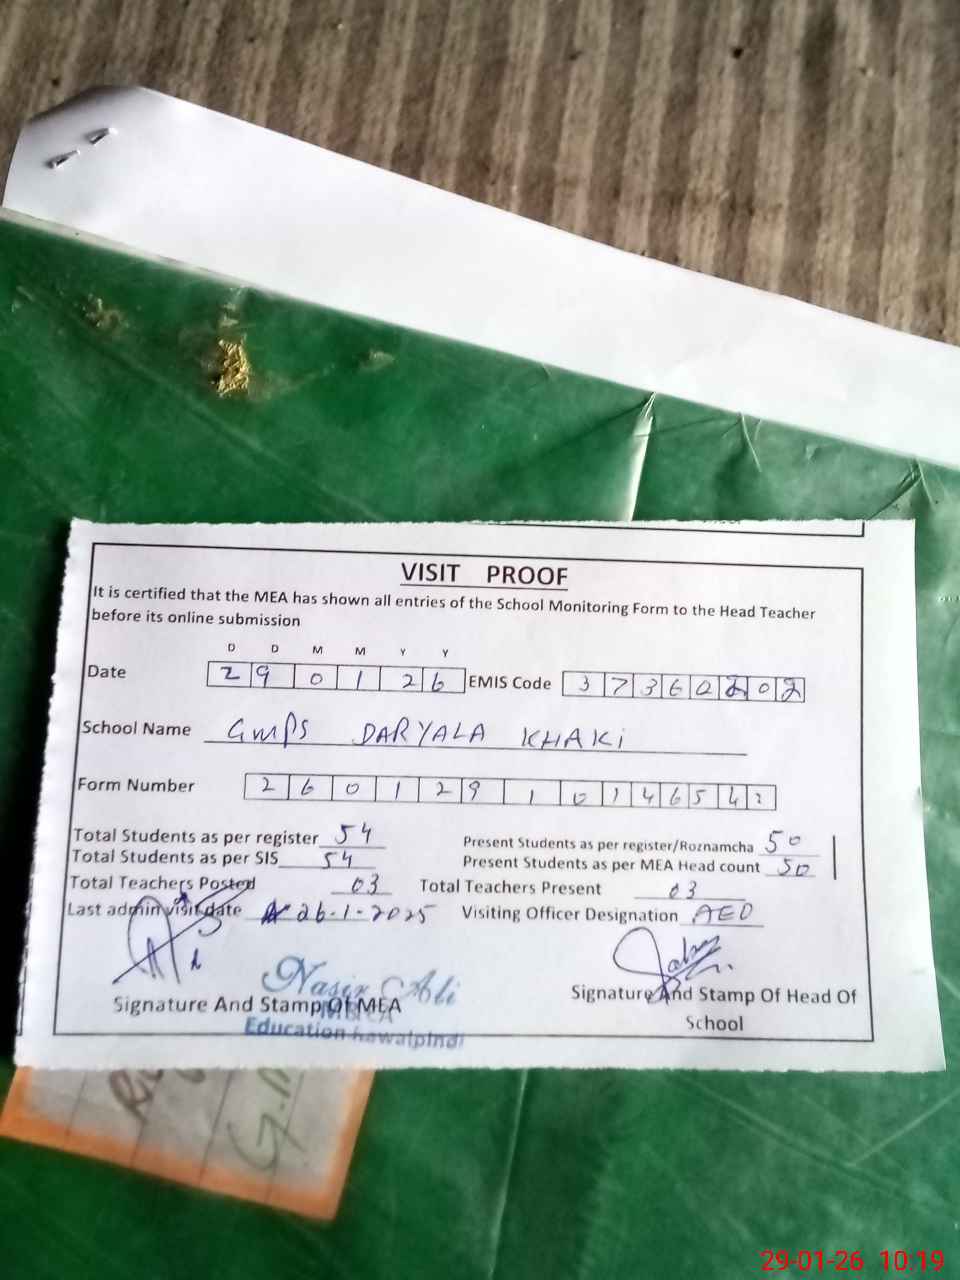 VISIT PROOF
It is certified that the MEA has shown all entries of the School Monitoring Form to the Head Teacher
before its online submission
D D M M Y Y
Date 2 9 0 1 2 6 EMIS Code 3 7 3 6 0 2 0 2
School Name GMPS DARYALA KHAKI
Form Number 2 6 0 1 2 9 1 0 1 4 6 5 4 2
Total Students as per register 54 Present Students as per register/Roznamcha 50
Total Students as per SIS 54 Present Students as per MEA Head count 50
Total Teachers Posted 03 Total Teachers Present 03
Last admin visit date 26-1-2025 Visiting Officer Designation AEO
Nasir Ali
Signature And Stamp Of MEA Signature And Stamp Of Head Of
School
MEA
Education Rawalpindi
G.M
29-01-26 10:19